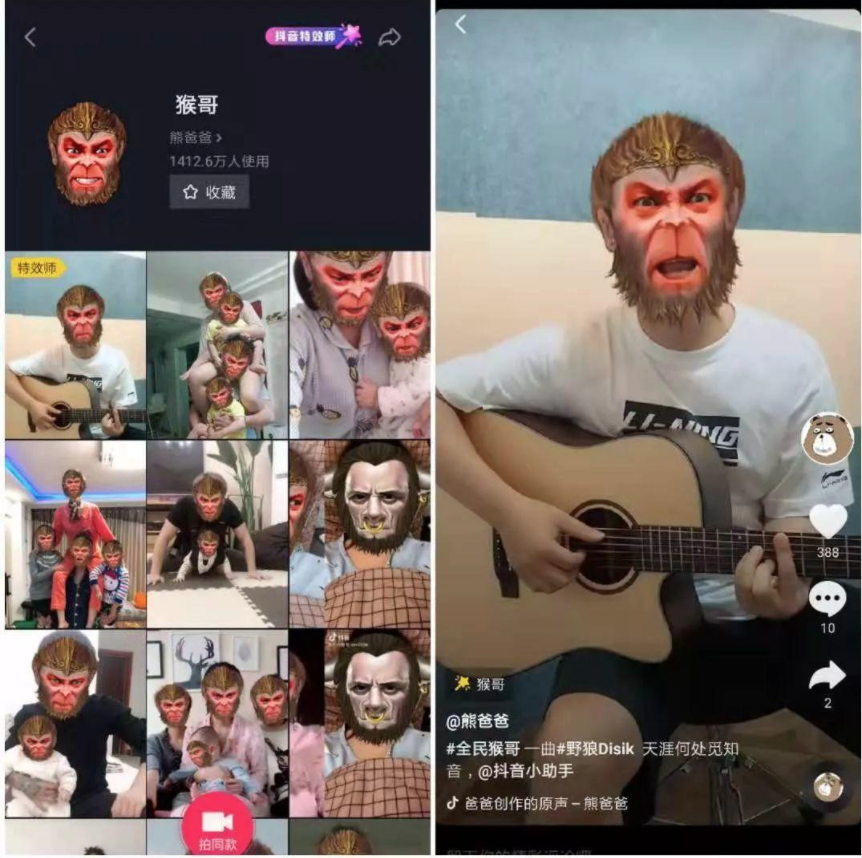 抖音特效师
猴哥
熊爸爸 >
1412.6万人使用
收藏
特效师
拍同款
LI-NING
388
10
2
猴哥
@熊爸爸
#全民猴哥 一曲#野狼Disik 天涯何处觅知
音，@抖音小助手
爸爸创作的原声 – 熊爸爸